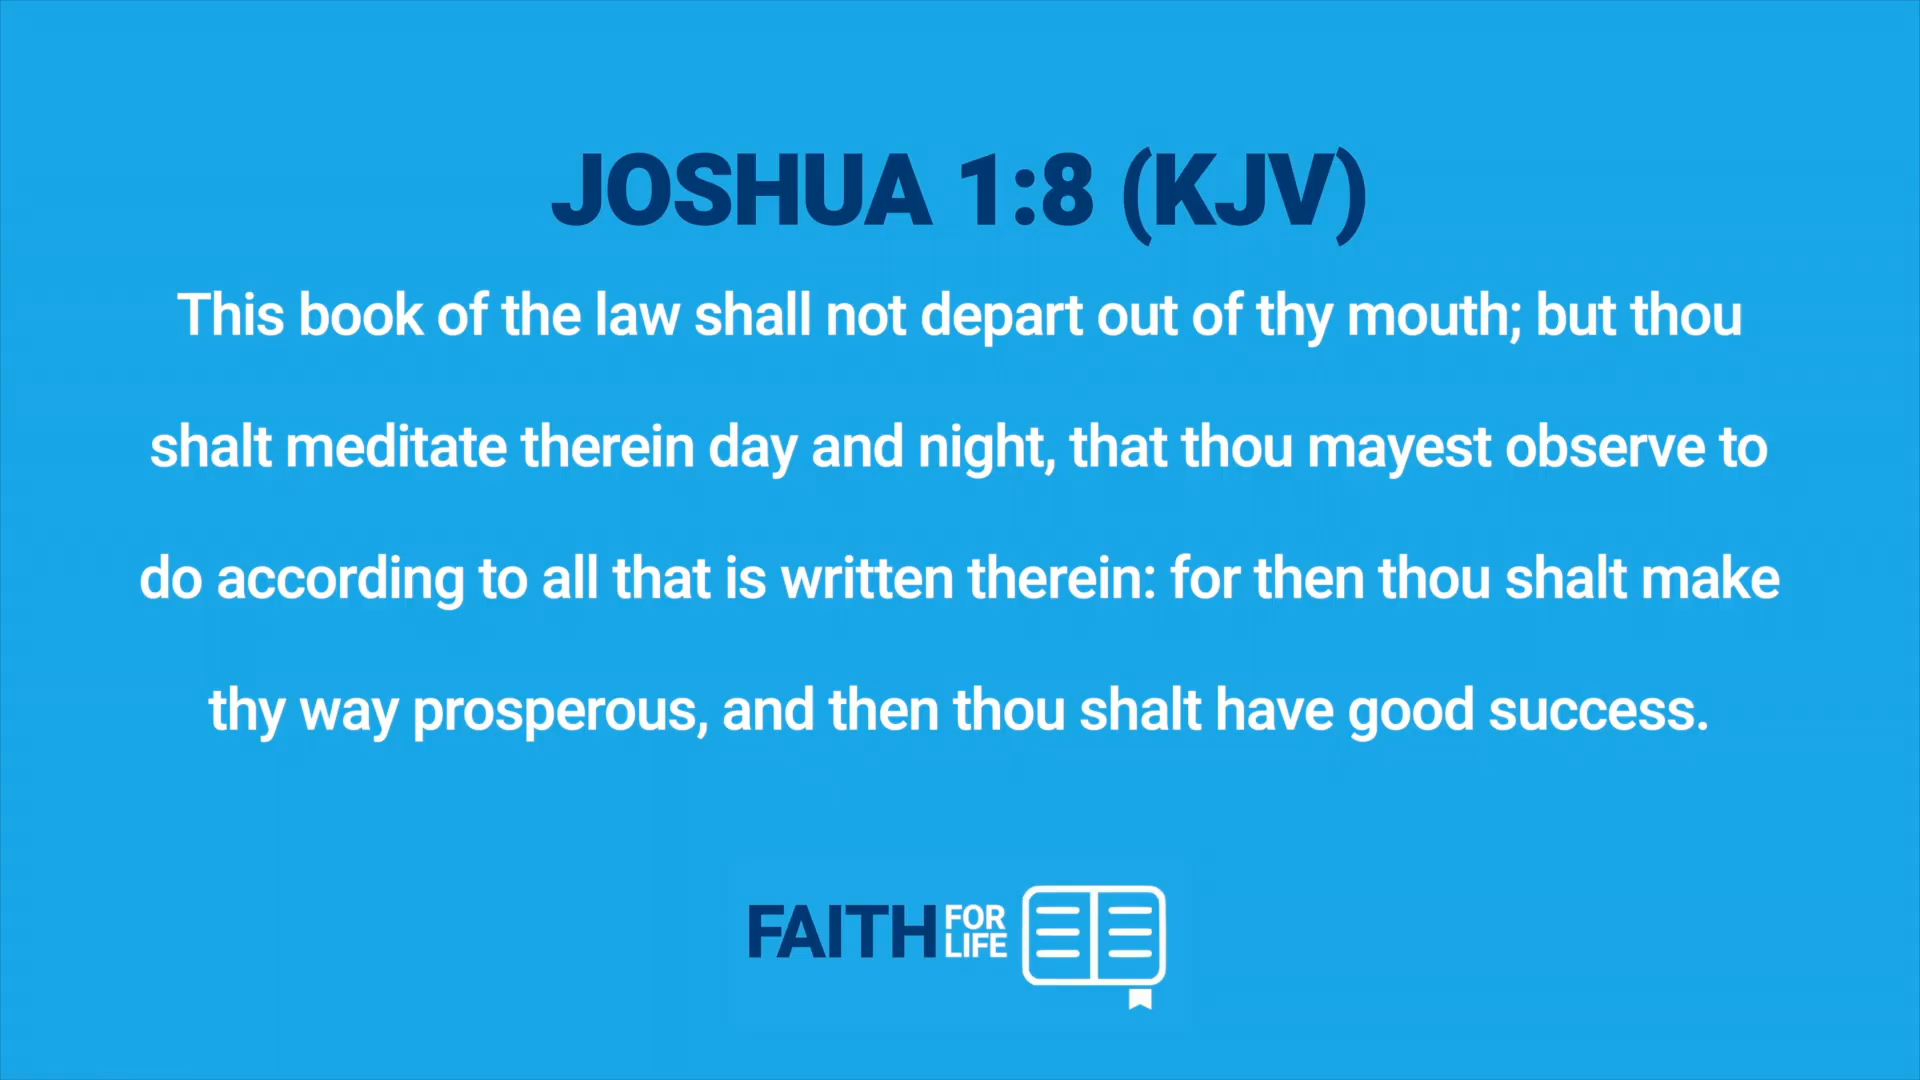 JOSHUA 1:8 (KJV)
This book of the law shall not depart out of thy mouth; but thou
shalt meditate therein day and night, that thou mayest observe to
do according to all that is written therein: for then thou shalt make
thy way prosperous, and then thou shalt have good success.
FAITH FOR
LIFE